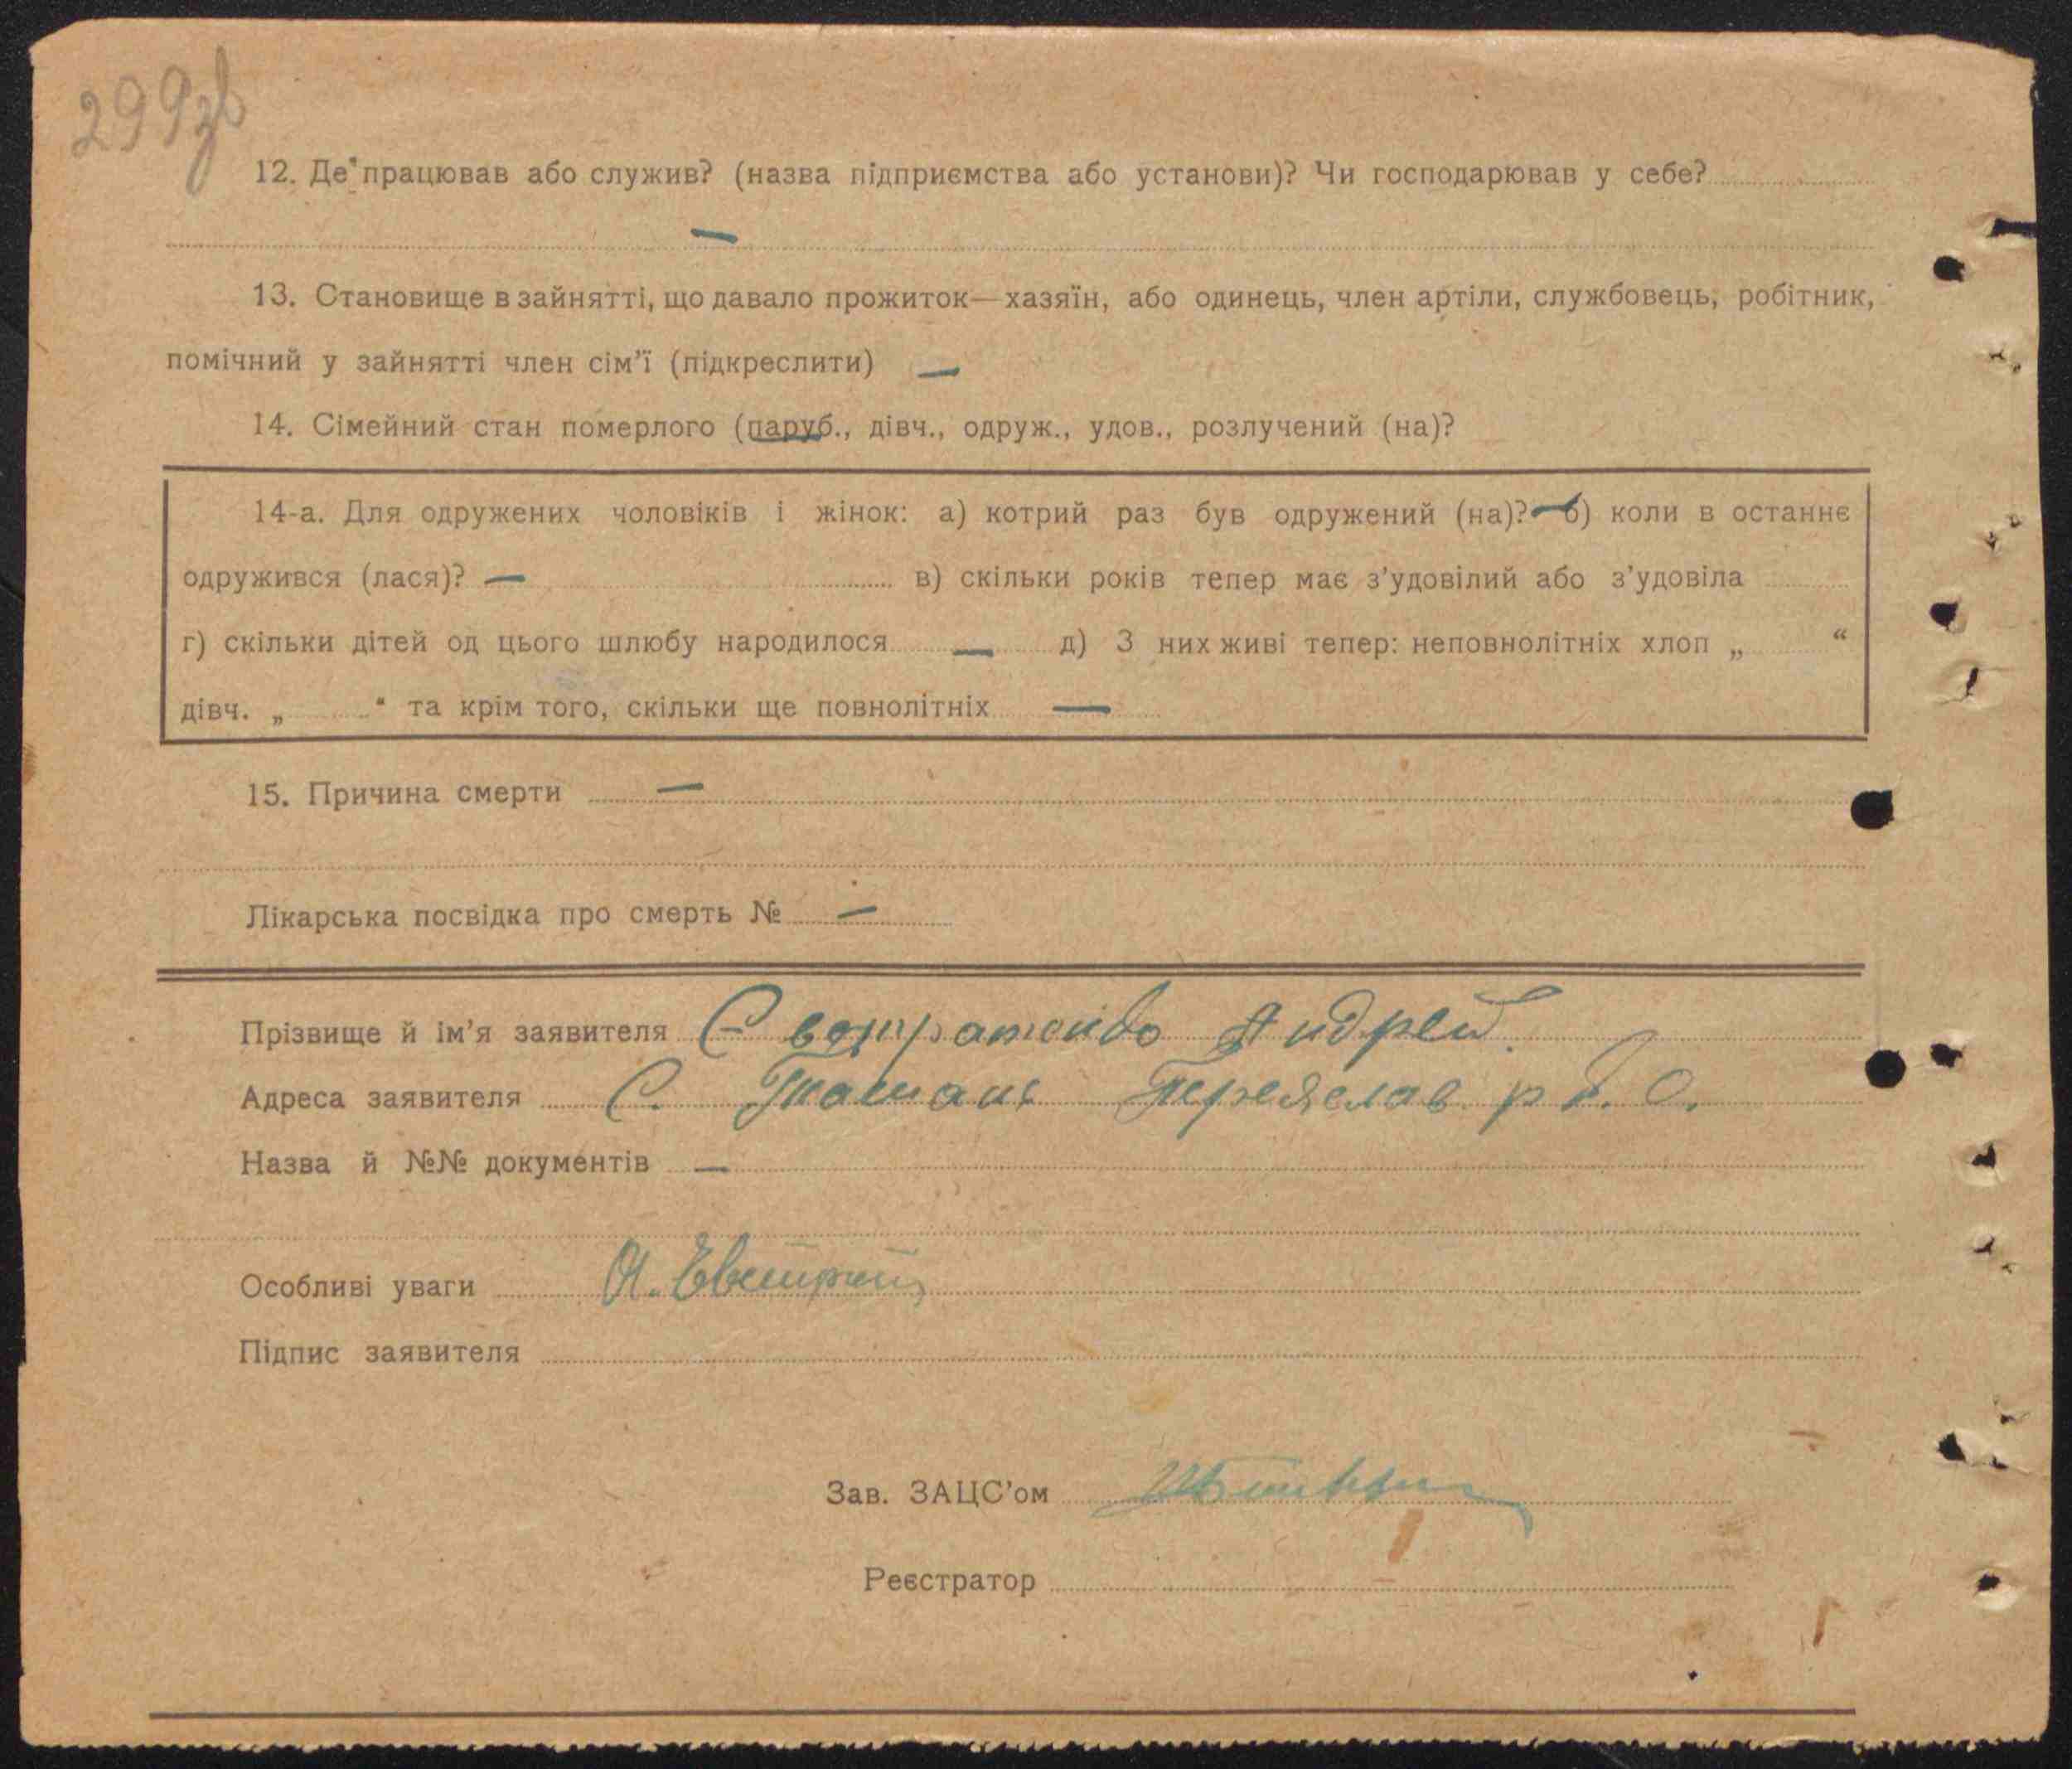 299зв
12. Де працював або служив? (назва підприємства або установи)? Чи господарював у себе?
—
13. Становище в зайнятті, що давало прожиток—хазяїн, або одинець, член артіли, службовець, робітник,
помічний у зайнятті член сім’ї (підкреслити) —
14. Сімейний стан померлого (паруб., дівч., одруж., удов., розлучений (на)?
14-а. Для одружених чоловіків і жінок: а) котрий раз був одружений (на)? — б) коли в останнє
одружився (лася)? — в) скільки років тепер має з’удовілий або з’удовіла
г) скільки дітей од цього шлюбу народилося — д) З них живі тепер: неповнолітніх хлоп „ “
дівч. „ “ та крім того, скільки ще повнолітніх —
15. Причина смерти —
Лікарська посвідка про смерть № —
Прізвище й ім’я заявителя Андрей
Адреса заявителя С. Ташань Переяслав р К. О.
Назва й №№ документів —
Особливі уваги А.
Підпис заявителя
Зав. ЗАЦС’ом
Реєстратор